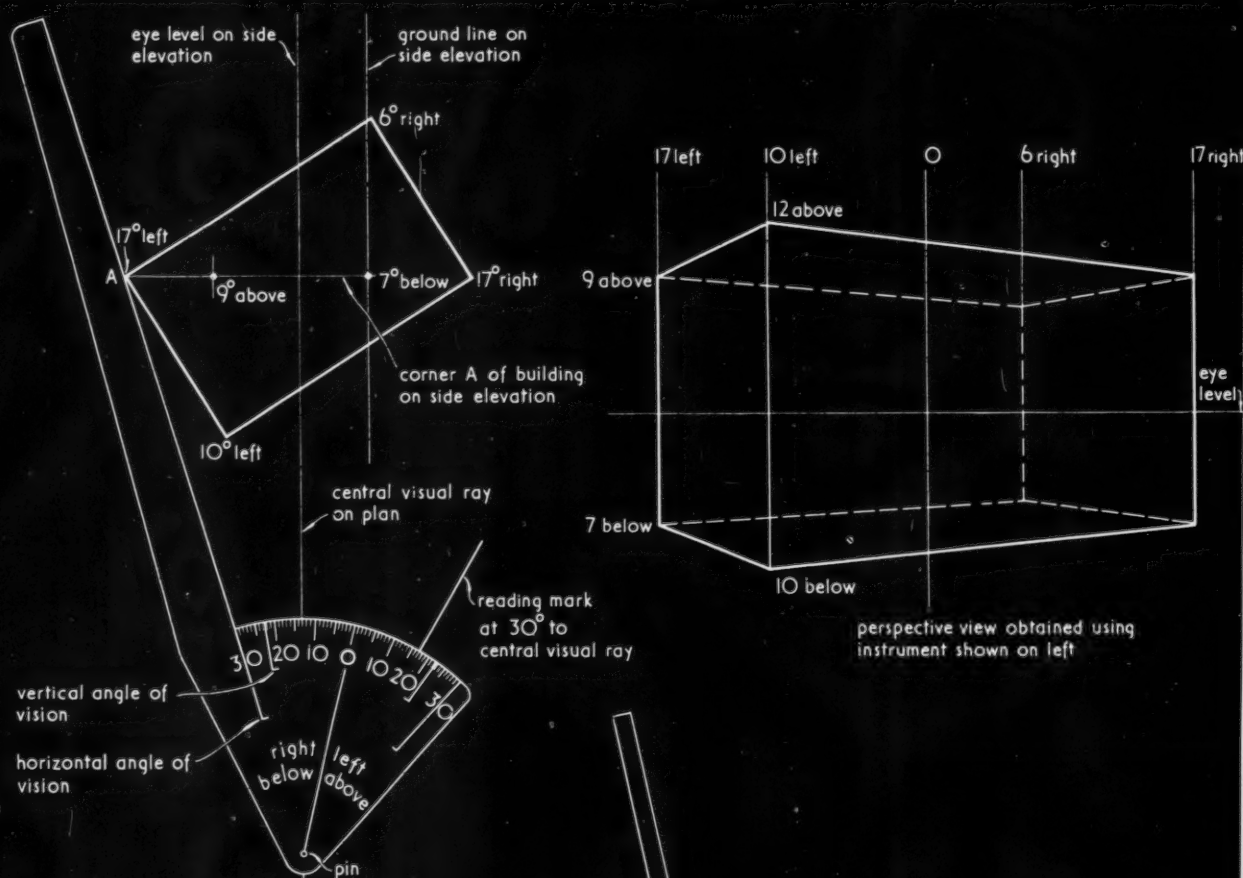 eye level on side
elevation
ground line on
side elevation
6° right
17° left
A
9° above
7° below
17° right
corner A of building
on side elevation
10° left
central visual ray
on plan
reading mark
at 30° to
central visual ray
30 20 10 0 10 20 30
vertical angle of
vision
horizontal angle of
vision
right
below
left
above
pin
17 left
10 left
0
6 right
17 right
12 above
9 above
eye
level
7 below
10 below
perspective view obtained using
instrument shown on left